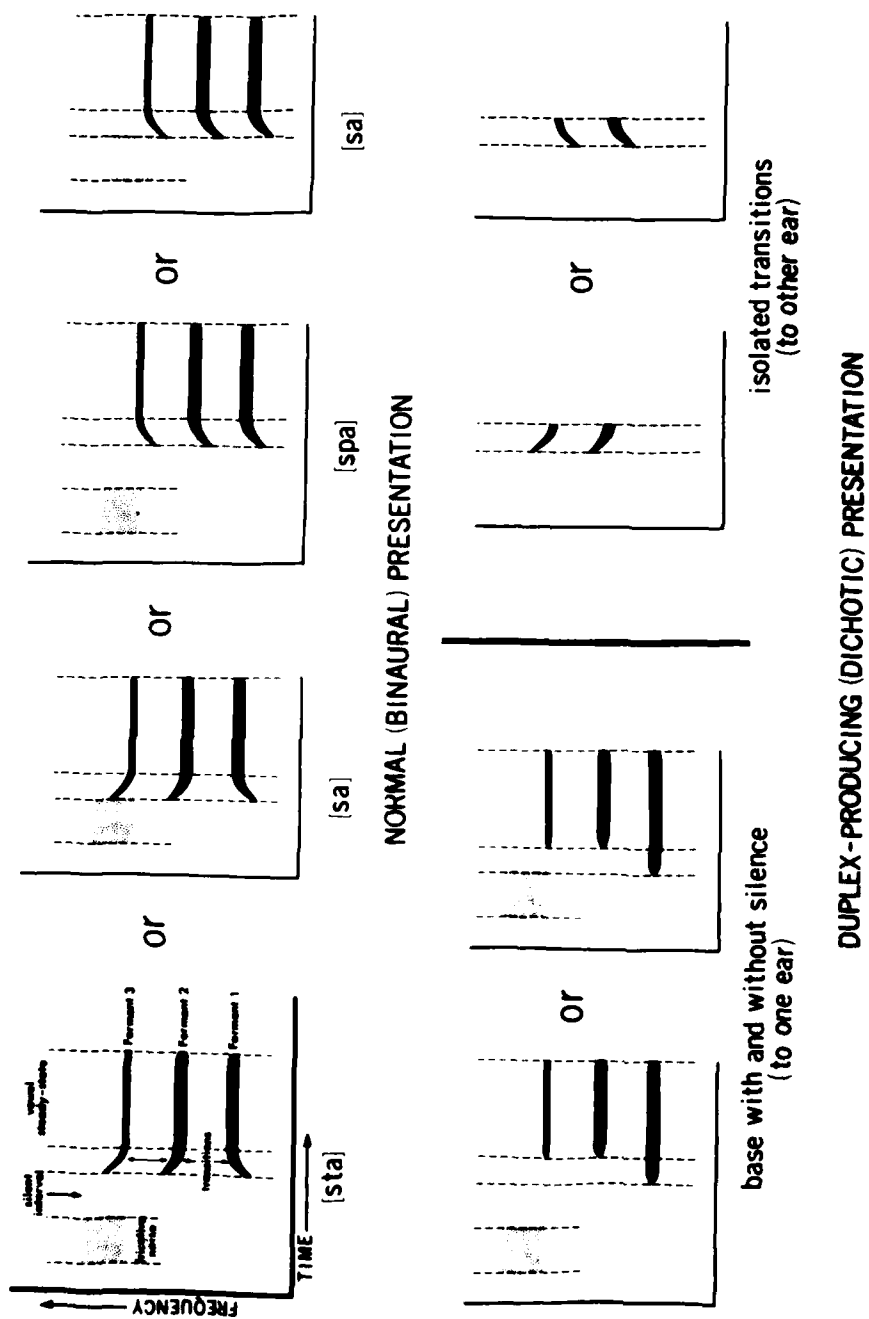 FREQUENCY
fricative
noise
silent
interval
vowel
steady-state
transitions
Formant 3
Formant 2
Formant 1
TIME
[sta]
or
[sa]
or
[spa]
or
[sa]
NORMAL (BINAURAL) PRESENTATION
or
base with and without silence
(to one ear)
or
isolated transitions
(to other ear)
DUPLEX-PRODUCING (DICHOTIC) PRESENTATION